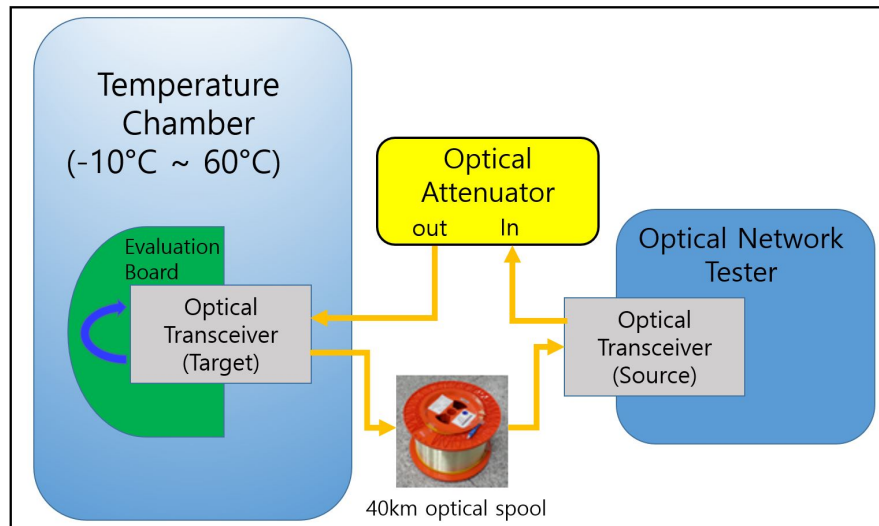 Temperature
Chamber
(-10°C ~ 60°C)
Evaluation
Board
Optical
Transceiver
(Target)
Optical
Attenuator
out In
Optical Network
Tester
Optical
Transceiver
(Source)
40km optical spool